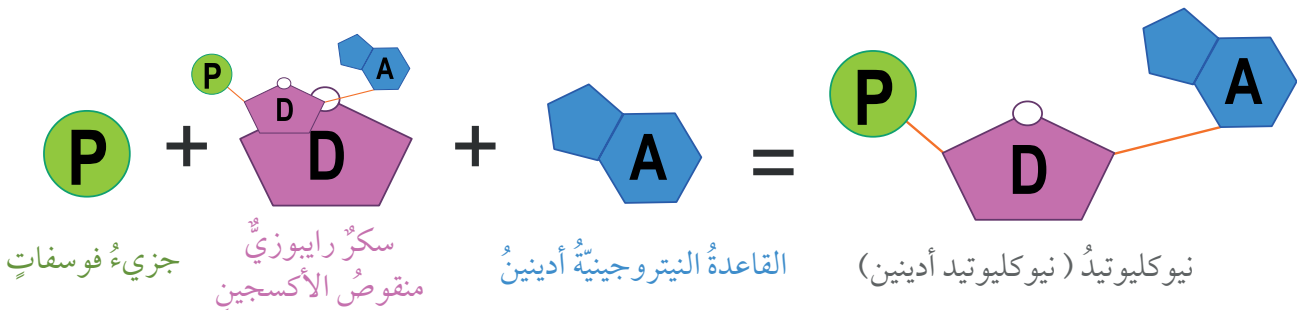 P + D + A = P D A
P D A
جزيءُ فوسفاتٍ
سكرٌ رايبوزيٌّ
منقوصُ الأكسجينِ
القاعدةُ النيتروجينيّةُ أدينينُ
نيوكليوتيدُ (نيوكليوتيد أدينين)